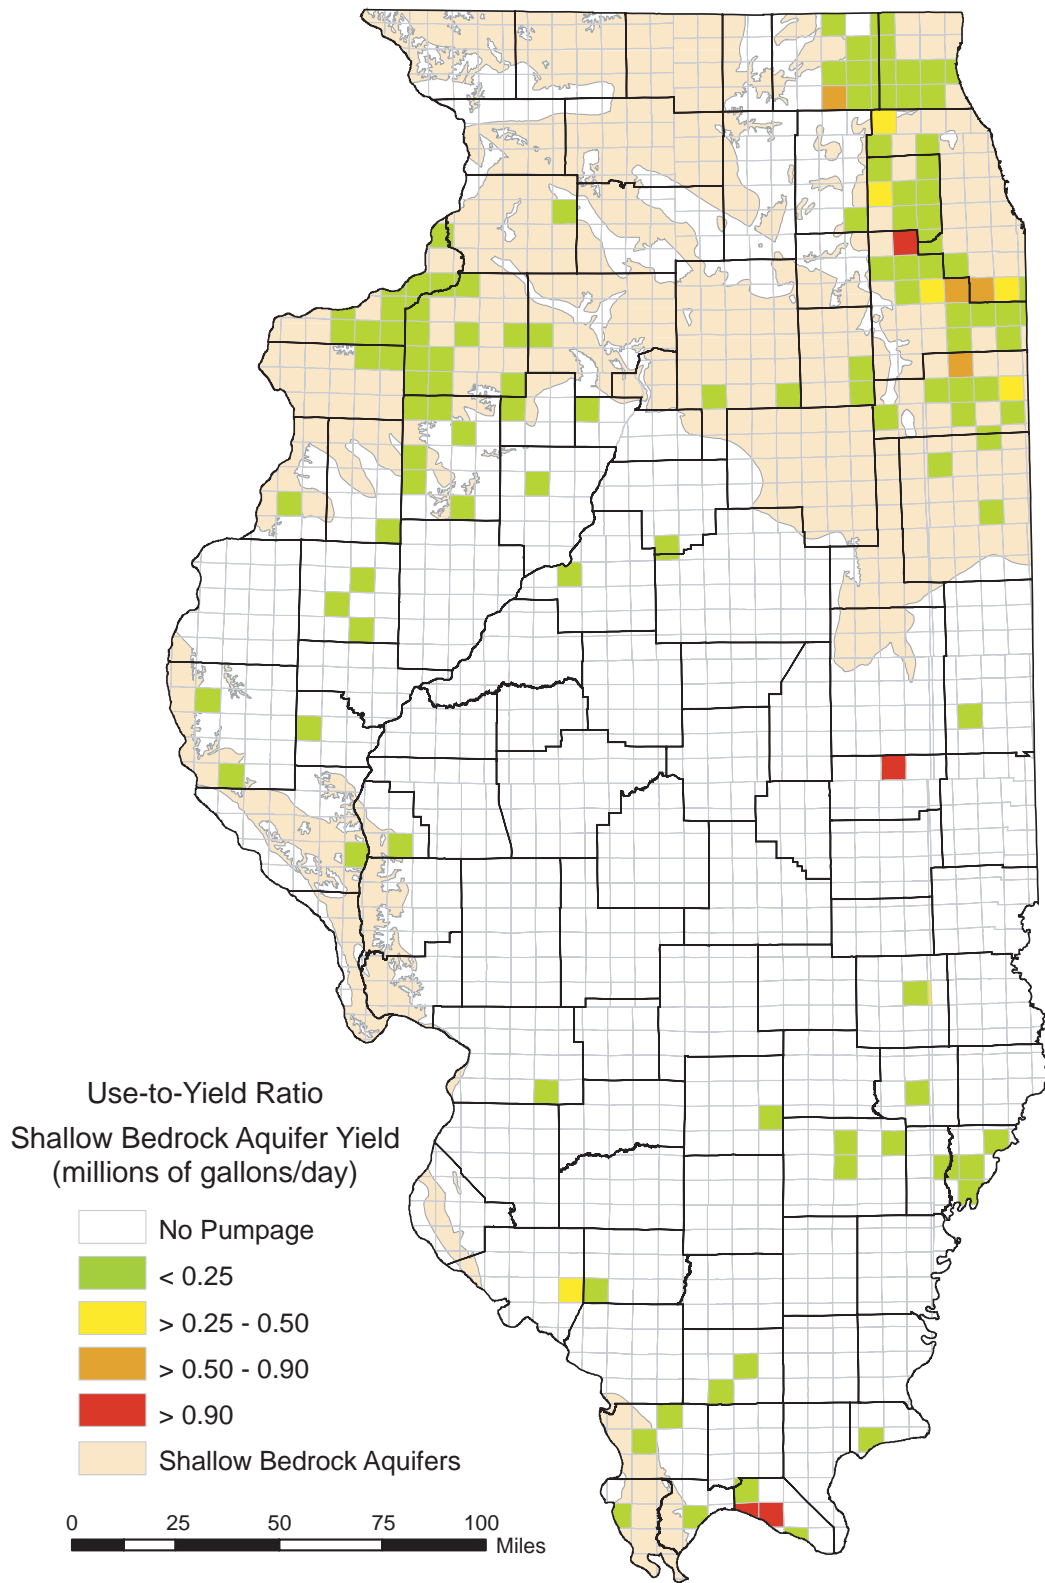 Use-to-Yield Ratio
Shallow Bedrock Aquifer Yield
(millions of gallons/day)
No Pumpage
< 0.25
> 0.25 - 0.50
> 0.50 - 0.90
> 0.90
Shallow Bedrock Aquifers
0 25 50 75 100
Miles